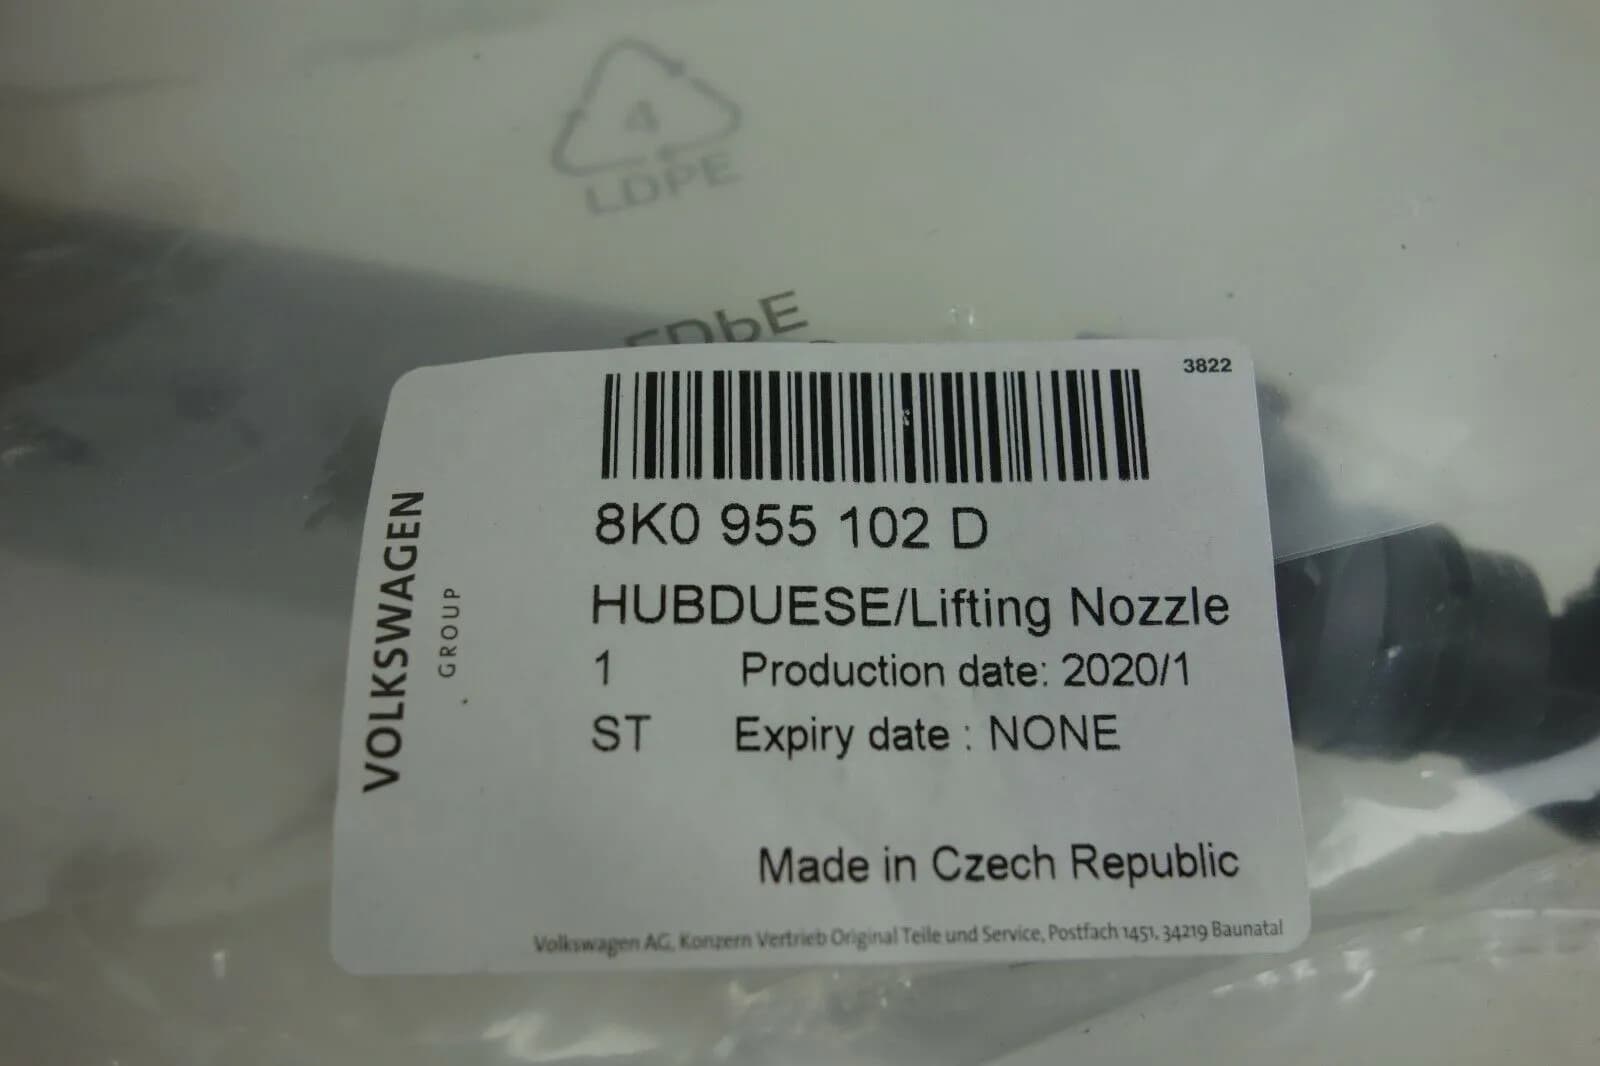 4
LDPE
LDPE
3822
8K0 955 102 D
HUBDUESE/Lifting Nozzle
1 Production date: 2020/1
ST Expiry date : NONE
Made in Czech Republic
Volkswagen AG, Konzern Vertrieb Original Teile und Service, Postfach 1451, 34219 Baunatal
VOLKSWAGEN
GROUP